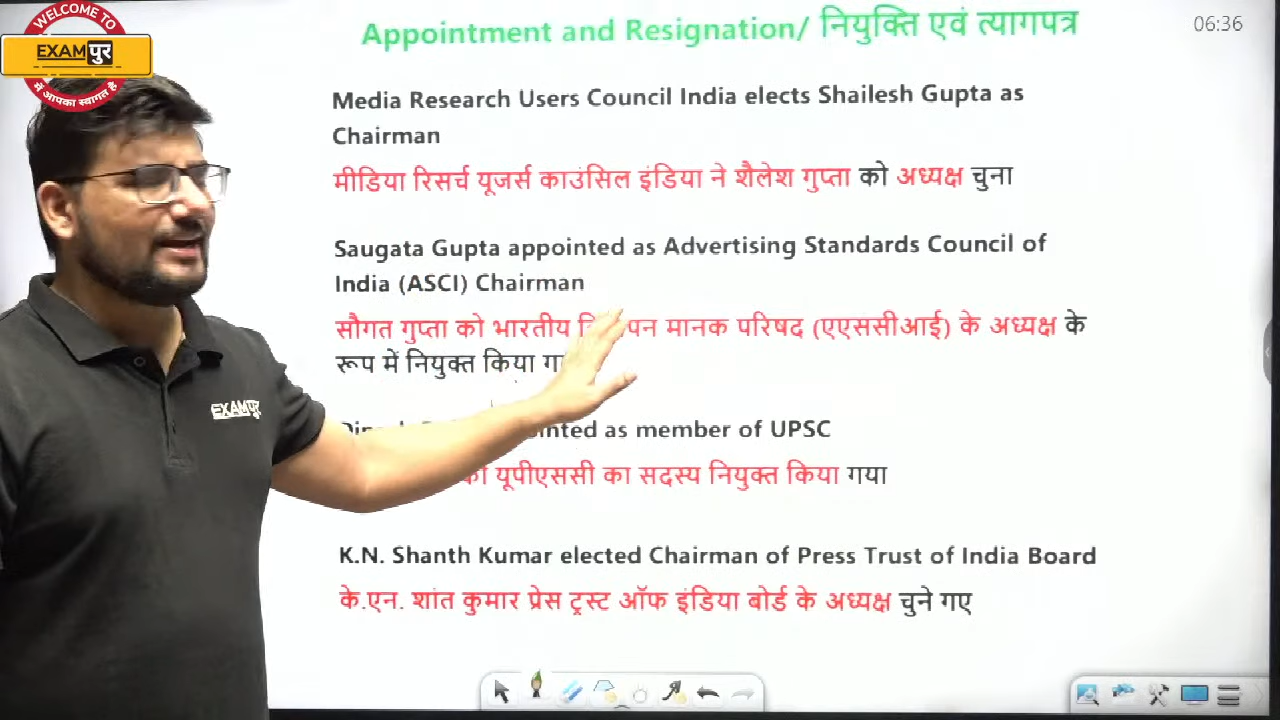 WELCOME TO
EXAMपुर
में आपका स्वागत है
Appointment and Resignation/ नियुक्ति एवं त्यागपत्र
06:36
Media Research Users Council India elects Shailesh Gupta as
Chairman
मीडिया रिसर्च यूजर्स काउंसिल इंडिया ने शैलेश गुप्ता को अध्यक्ष चुना
Saugata Gupta appointed as Advertising Standards Council of
India (ASCI) Chairman
सौगत गुप्ता को भारतीय मानक परिषद (एएससीआई) के अध्यक्ष के
रूप में नियुक्त किया
EXAMपुर
as member of UPSC
को यूपीएससी का सदस्य नियुक्त किया गया
K.N. Shanth Kumar elected Chairman of Press Trust of India Board
के.एन. शांत कुमार प्रेस ट्रस्ट ऑफ इंडिया बोर्ड के अध्यक्ष चुने गए